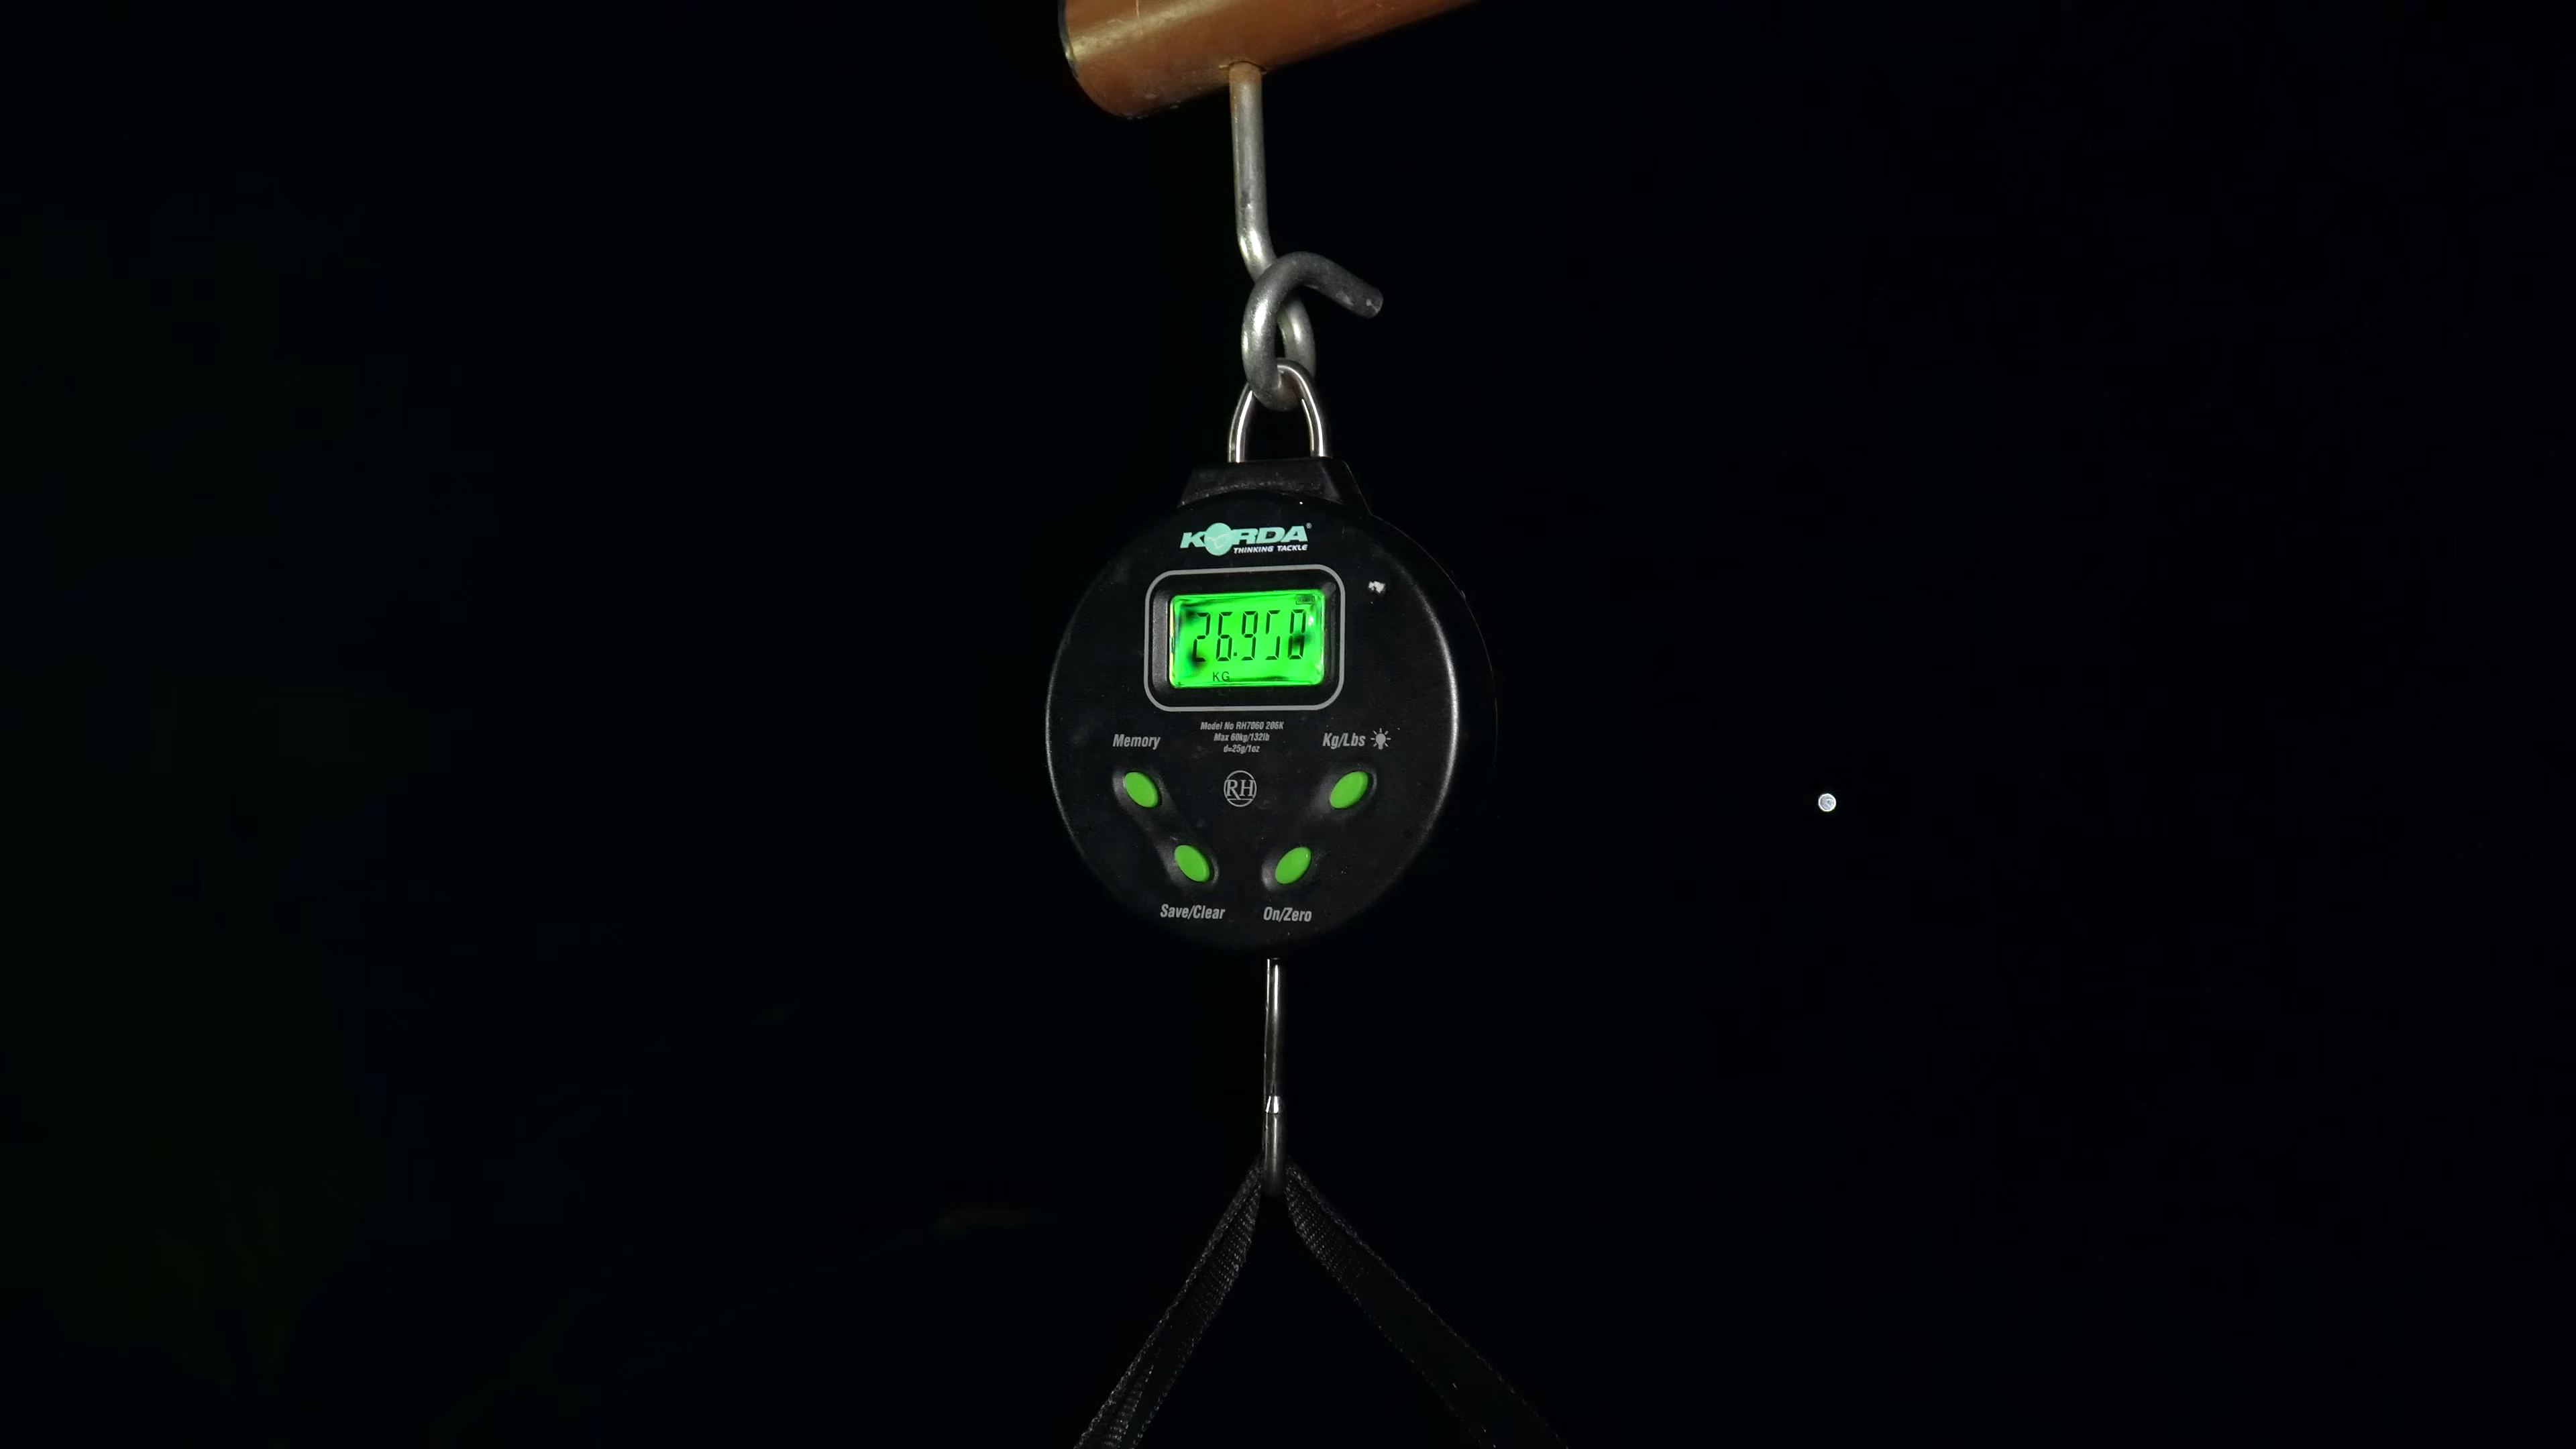 KORDA®
THINKING TACKLE
26.950
KG
Model No RH7060 206K
Max 60kg/132lb
d=25g/1oz
Memory
Kg/Lbs
RH
Save/Clear
On/Zero